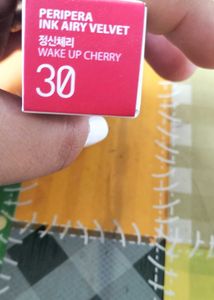 PERIPERA
INK AIRY VELVET
정신체리
WAKE UP CHERRY
30